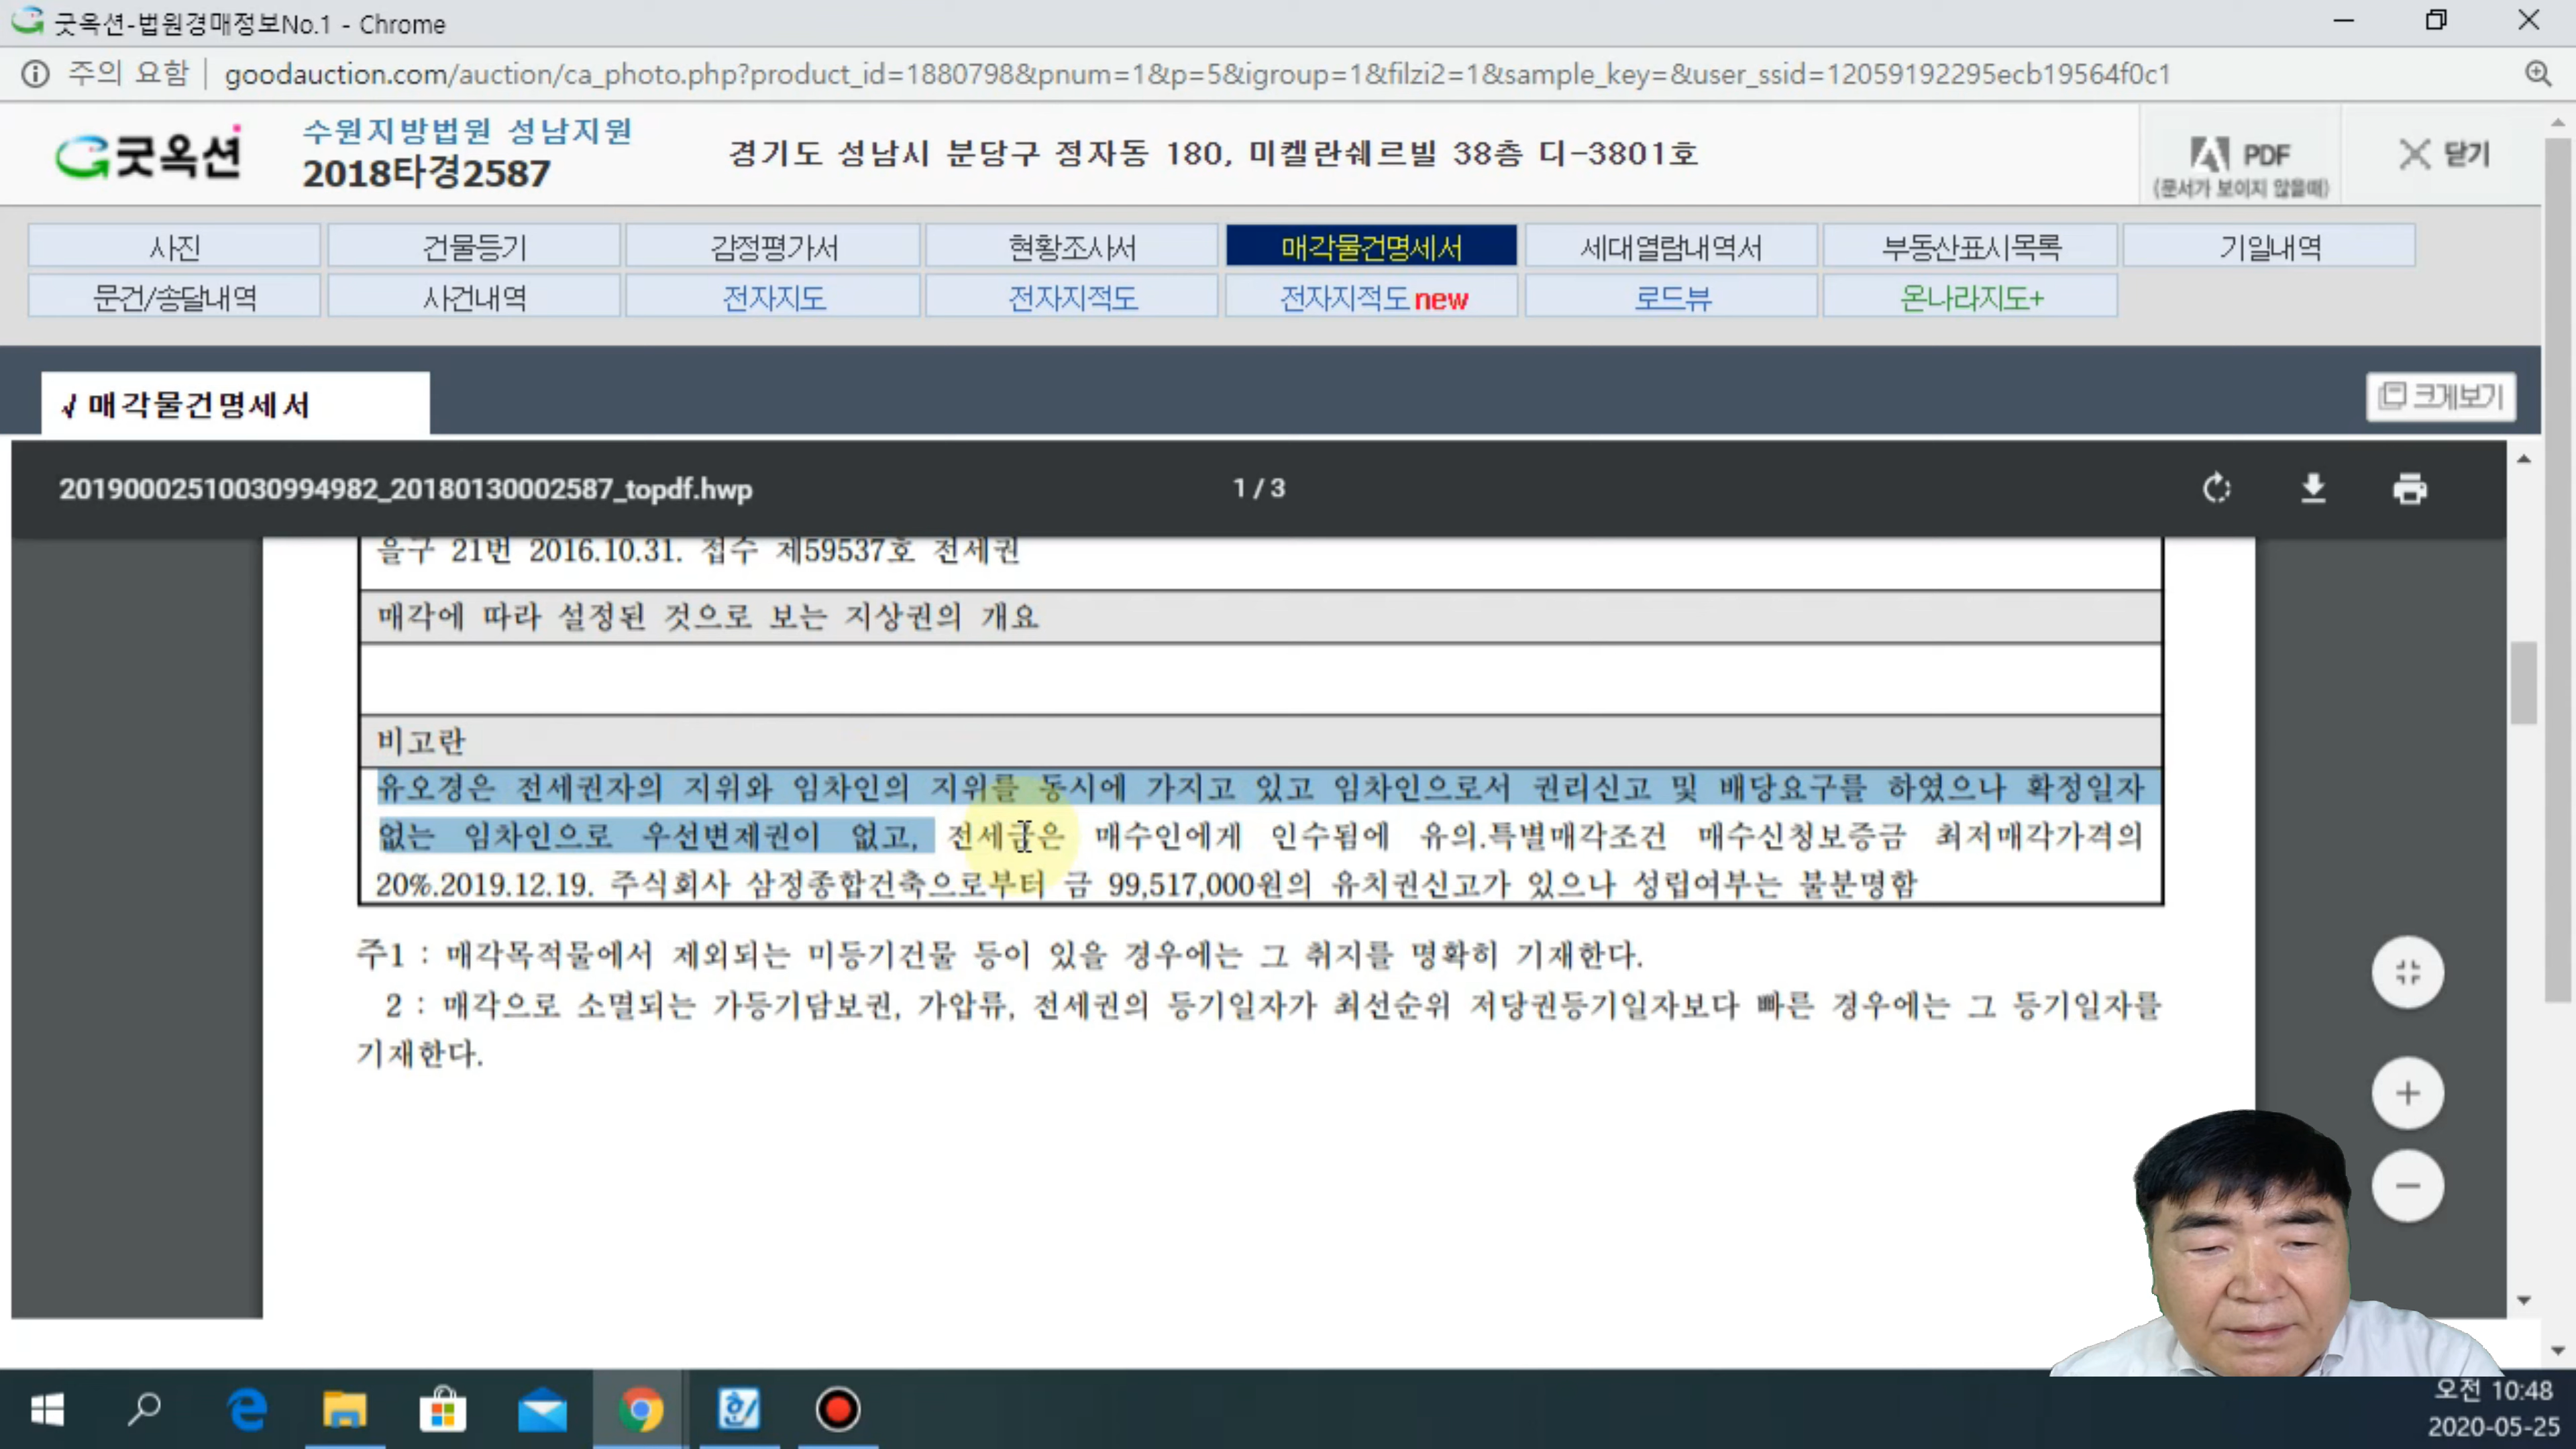 굿옥션-법원경매정보No.1 - Chrome
주의 요함 | goodauction.com/auction/ca_photo.php?product_id=1880798&pnum=1&p=5&igroup=1&filzi2=1&sample_key=&user_ssid=12059192295ecb19564f0c1
굿옥션
수원지방법원 성남지원
2018타경2587
경기도 성남시 분당구 정자동 180, 미켈란쉐르빌 38층 디-3801호
PDF
(문서가 보이지 않을때)
닫기
사진 건물등기 감정평가서 현황조사서 매각물건명세서 세대열람내역서 부동산표시목록 기일내역
문건/송달내역 사건내역 전자지도 전자지적도 전자지적도 new 로드뷰 온나라지도+
√ 매각물건명세서
크게보기
20190002510030994982_20180130002587_topdf.hwp 1 / 3
을구 21번 2016.10.31. 접수 제59537호 전세권
매각에 따라 설정된 것으로 보는 지상권의 개요
비고란
유오경은 전세권자의 지위와 임차인의 지위를 동시에 가지고 있고 임차인으로서 권리신고 및 배당요구를 하였으나 확정일자
없는 임차인으로 우선변제권이 없고, 전세금은 매수인에게 인수됨에 유의.특별매각조건 매수신청보증금 최저매각가격의
20%.2019.12.19. 주식회사 삼정종합건축으로부터 금 99,517,000원의 유치권신고가 있으나 성립여부는 불분명함
주1 : 매각목적물에서 제외되는 미등기건물 등이 있을 경우에는 그 취지를 명확히 기재한다.
2 : 매각으로 소멸되는 가등기담보권, 가압류, 전세권의 등기일자가 최선순위 저당권등기일자보다 빠른 경우에는 그 등기일자를
기재한다.
오전 10:48
2020-05-25